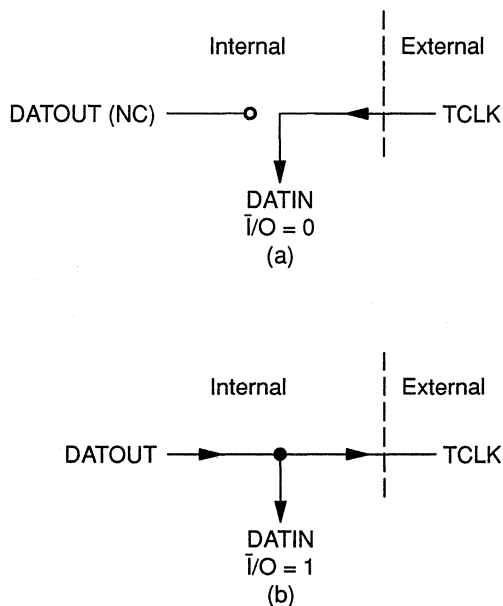 Internal External
DATOUT (NC) TCLK
DATIN
Ī/O = 0
(a)
Internal External
DATOUT TCLK
DATIN
Ī/O = 1
(b)